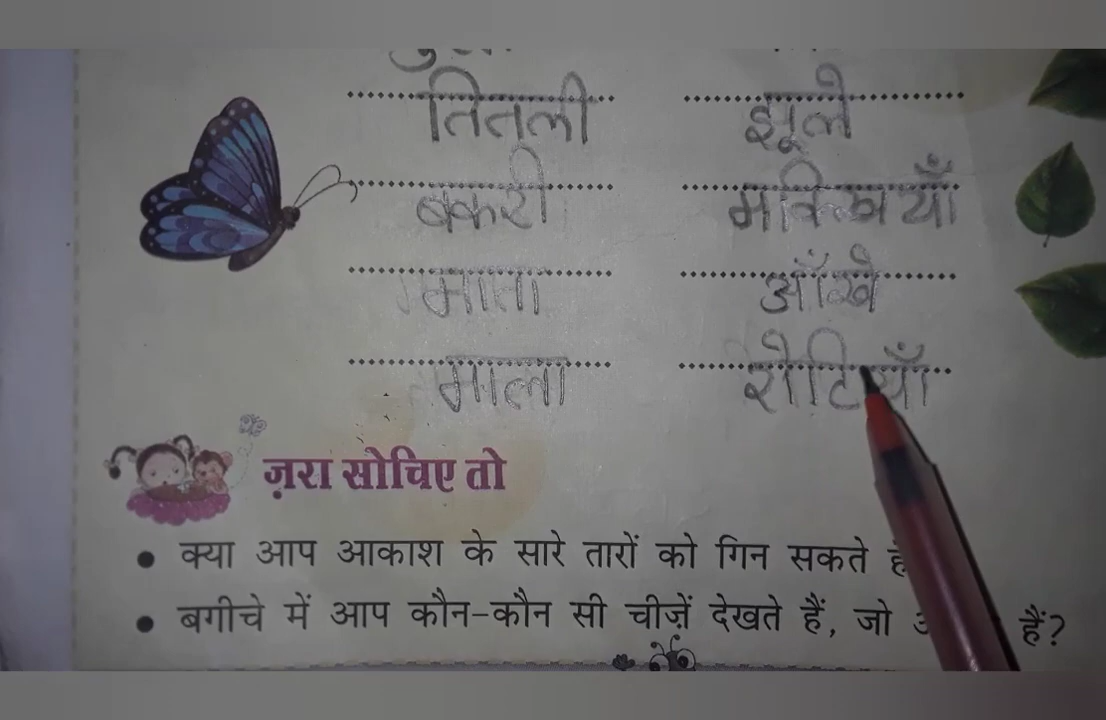 तितली झूले
बकरी मक्खियाँ
माता आँखे
माला रोटियाँ
ज़रा सोचिए तो
• क्या आप आकाश के सारे तारों को गिन सकते
• बगीचे में आप कौन-कौन सी चीज़ें देखते हैं, जो हैं?